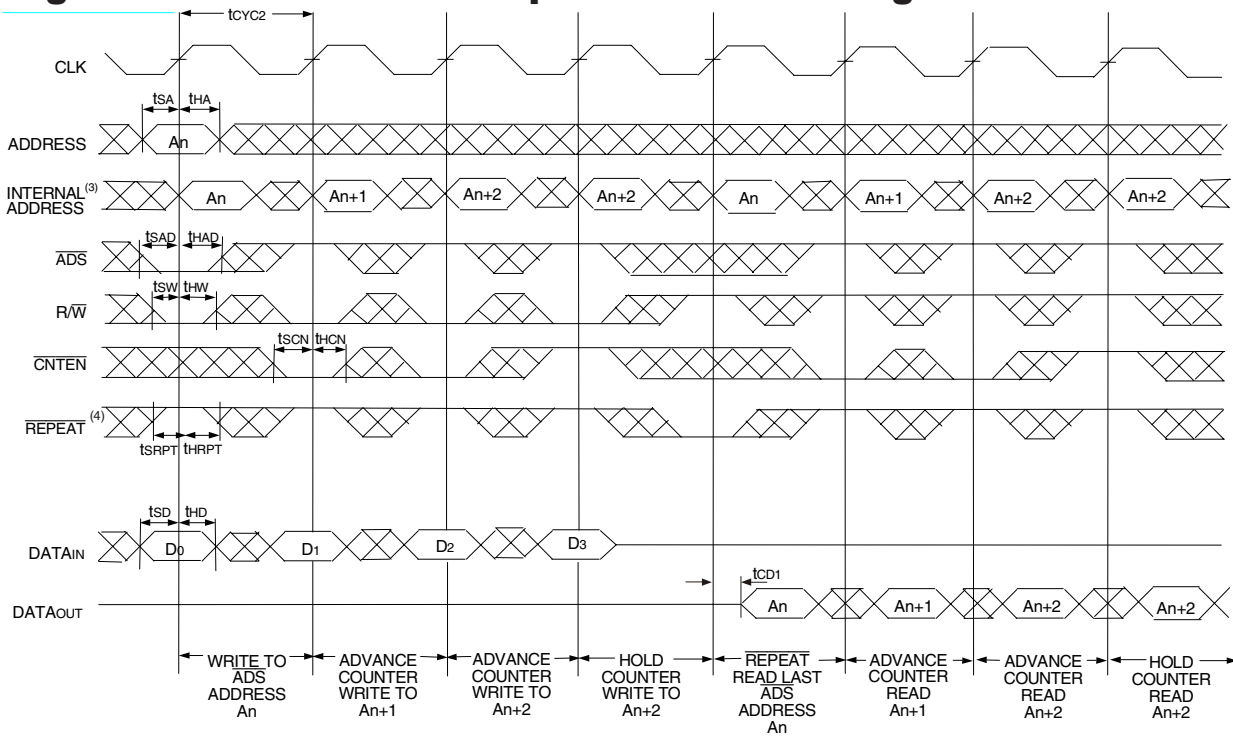 tCYC2
CLK
tSA tHA
ADDRESS An
INTERNAL(3)
ADDRESS
An An+1 An+2 An+2 An An+1 An+2 An+2
tSAD tHAD
ADS
tSW tHW
R/W
tSCN tHCN
CNTEN
REPEAT (4)
tSRPT tHRPT
tSD tHD
DATAIN D0 D1 D2 D3
tCD1
DATAOUT An An+1 An+2 An+2
WRITE TO
ADS
ADDRESS
An
ADVANCE
COUNTER
WRITE TO
An+1
ADVANCE
COUNTER
WRITE TO
An+2
HOLD
COUNTER
WRITE TO
An+2
REPEAT
READ LAST
ADS
ADDRESS
An
ADVANCE
COUNTER
READ
An+1
ADVANCE
COUNTER
READ
An+2
HOLD
COUNTER
READ
An+2